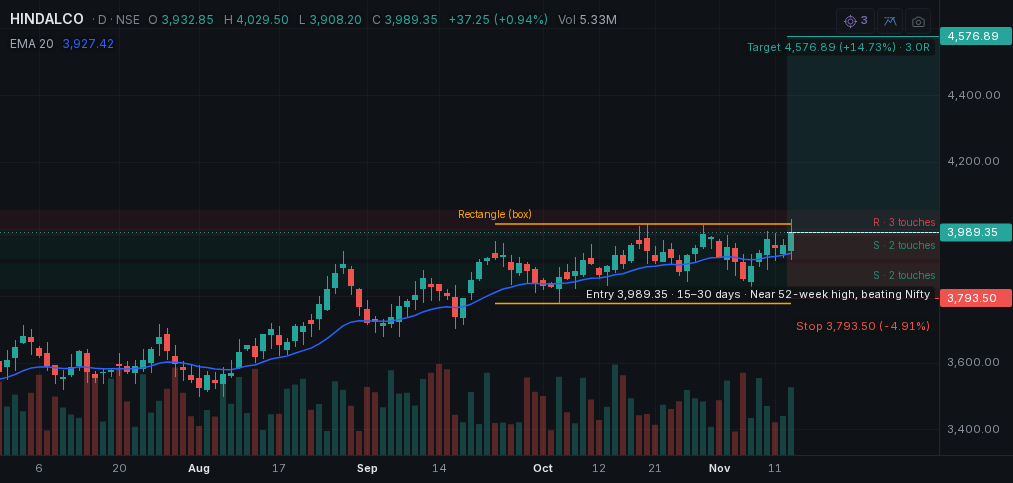 HINDALCO · D · NSE O 3,932.85 H 4,029.50 L 3,908.20 C 3,989.35 +37.25 (+0.94%) Vol 5.33M
3
EMA 20 3,927.42
4,576.89
Target 4,576.89 (+14.73%) · 3.0R
4,400.00
4,200.00
Rectangle (box)
R · 3 touches
3,989.35
S · 2 touches
S · 2 touches
Entry 3,989.35 · 15–30 days · Near 52-week high, beating Nifty
3,793.50
Stop 3,793.50 (−4.91%)
3,600.00
3,400.00
6 20 Aug 17 Sep 14 Oct 12 21 Nov 11